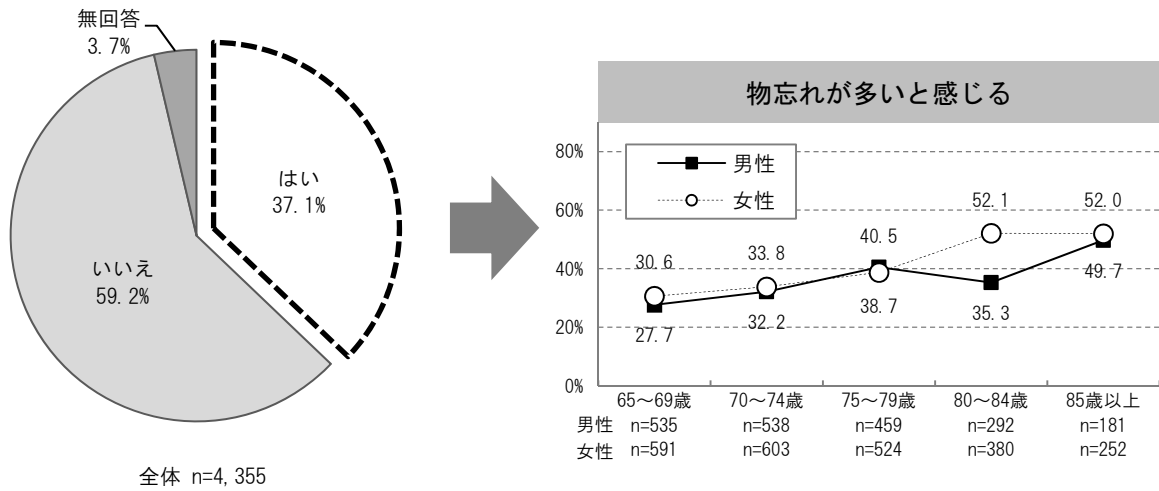 無回答
3.7%
はい
37.1%
いいえ
59.2%
全体 n=4,355
物忘れが多いと感じる
80%
60%
40%
20%
0%
男性
女性
30.6
33.8
40.5
52.1
52.0
27.7
32.2
38.7
35.3
49.7
65～69歳 70～74歳 75～79歳 80～84歳 85歳以上
男性 n=535 n=538 n=459 n=292 n=181
女性 n=591 n=603 n=524 n=380 n=252